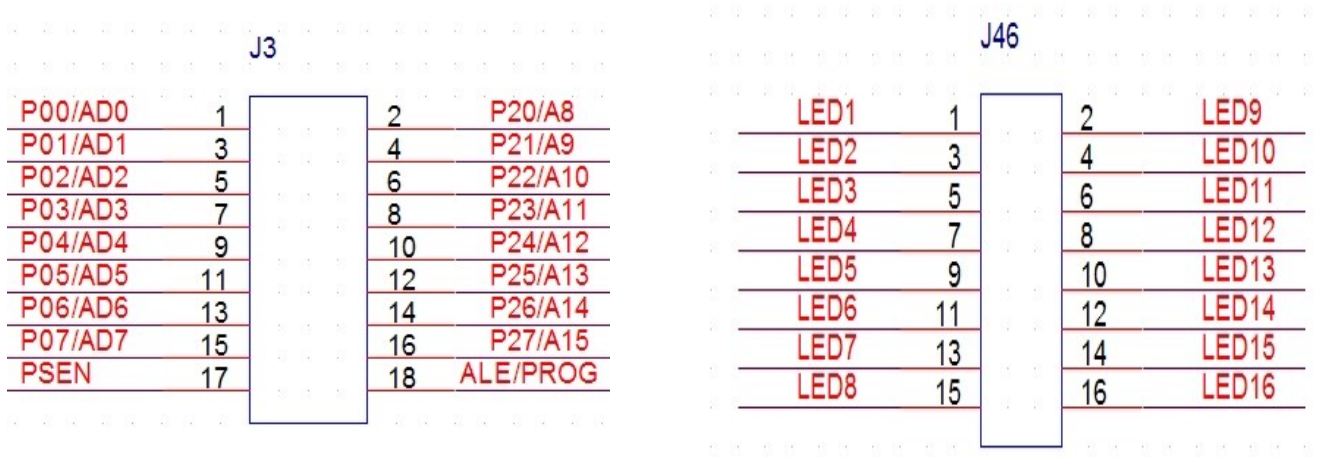 J3
P00/AD0 1 2 P20/A8
P01/AD1 3 4 P21/A9
P02/AD2 5 6 P22/A10
P03/AD3 7 8 P23/A11
P04/AD4 9 10 P24/A12
P05/AD5 11 12 P25/A13
P06/AD6 13 14 P26/A14
P07/AD7 15 16 P27/A15
PSEN 17 18 ALE/PROG
J46
LED1 1 2 LED9
LED2 3 4 LED10
LED3 5 6 LED11
LED4 7 8 LED12
LED5 9 10 LED13
LED6 11 12 LED14
LED7 13 14 LED15
LED8 15 16 LED16